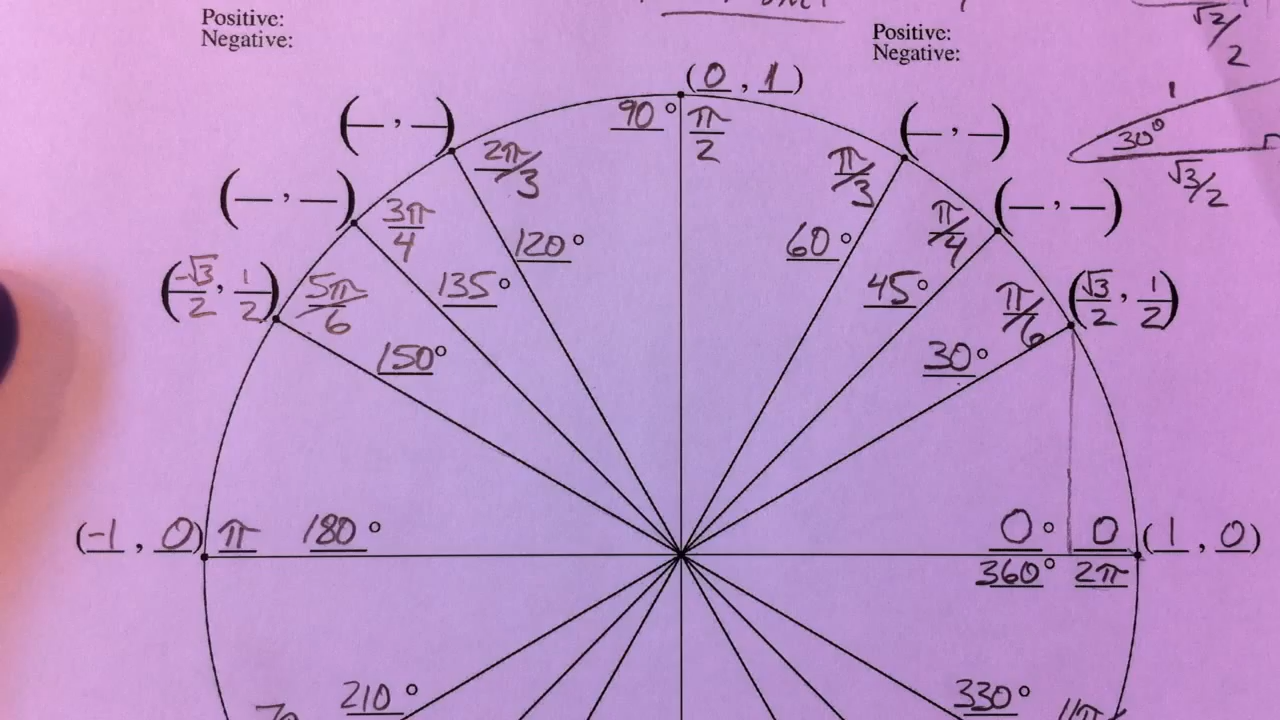 Positive:
Negative:
Positive:
Negative:
√2/2
(0, 1)
90° π/2
1
30°
√3/2
(_, _)
2π/3
π/3
(_, _)
(_, _)
3π/4
120°
60°
π/4
(_, _)
(-√3/2, 1/2)
5π/6
135°
45°
π/6
(√3/2, 1/2)
150°
30°
(-1, 0) π 180°
0° 0 (1, 0)
360° 2π
210°
330°